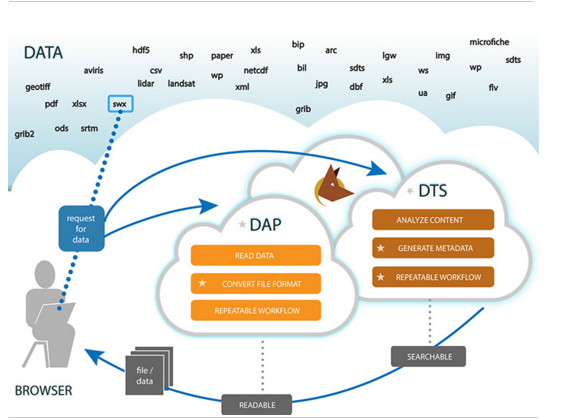 DATA
hdf5
shp
paper
xls
bip
arc
lgw
img
microfiche
sdts
aviris
csv
wp
netcdf
bil
sdts
ws
wp
geotiff
lidar
landsat
xml
jpg
dbf
xls
flv
pdf
xlsx
swx
grib
ua
gif
grib2
ods
srtm
request
for
data
DAP
READ DATA
CONVERT FILE FORMAT
REPEATABLE WORKFLOW
DTS
ANALYZE CONTENT
GENERATE METADATA
REPEATABLE WORKFLOW
SEARCHABLE
file /
data
BROWSER
READABLE